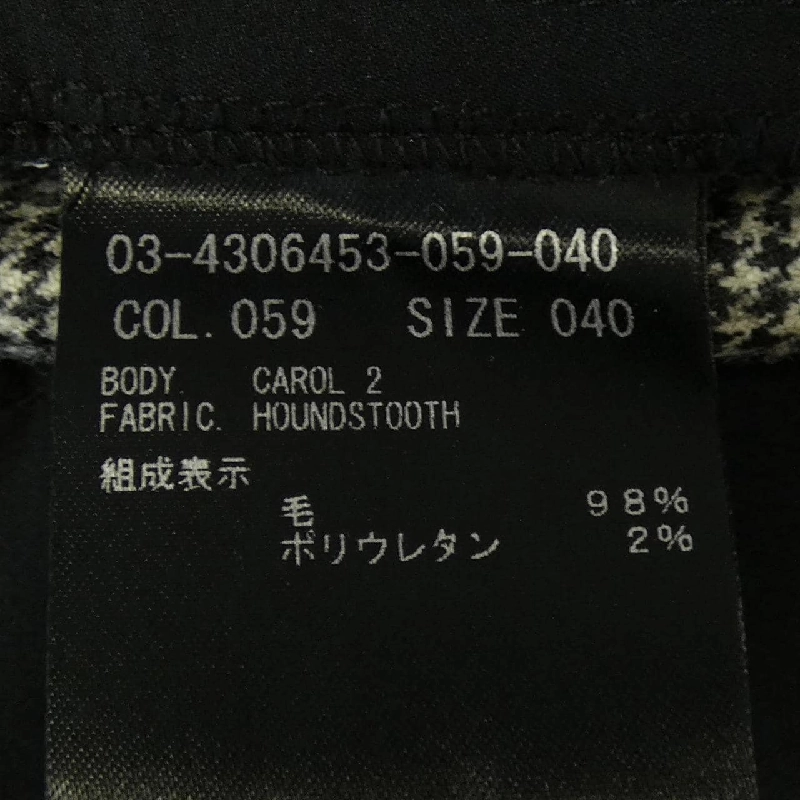 03-4306453-059-040
COL. 059 SIZE 040
BODY. CAROL 2
FABRIC. HOUNDSTOOTH
組成表示
毛 98%
ポリウレタン 2%